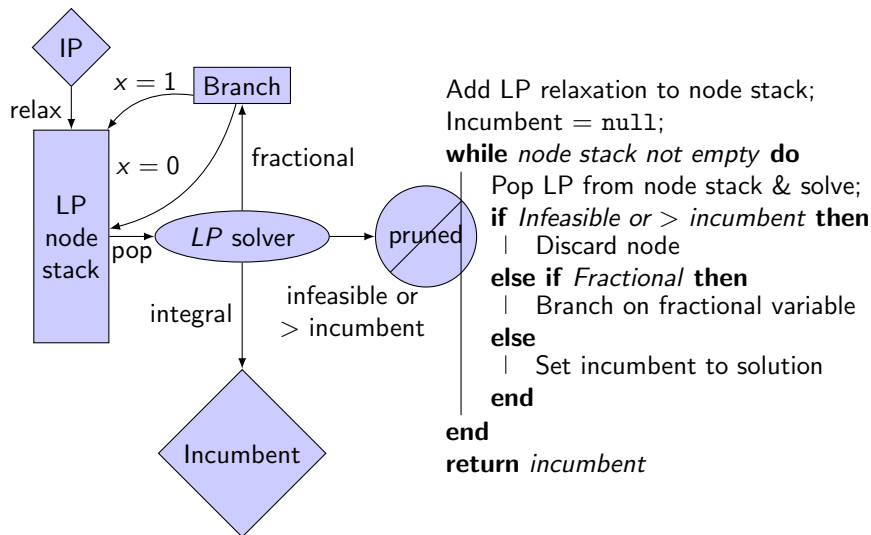 IP
relax
x = 1
Branch
x = 0
fractional
LP
node
stack
pop
LP solver
pruned
integral
infeasible or
> incumbent
Incumbent
Add LP relaxation to node stack;
Incumbent = null;
while node stack not empty do
Pop LP from node stack & solve;
if Infeasible or > incumbent then
Discard node
else if Fractional then
Branch on fractional variable
else
Set incumbent to solution
end
end
return incumbent